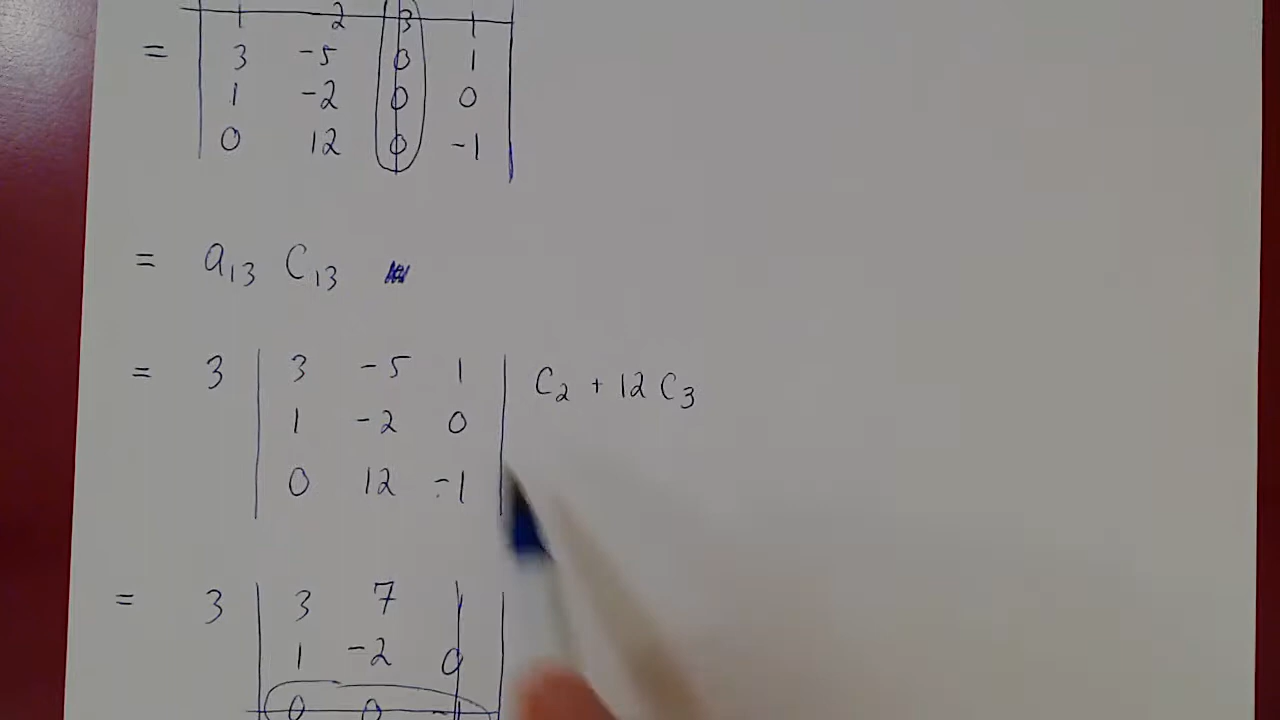 2 3 1
= | 3 -5 0 1 |
1 -2 0 0
0 12 0 -1
= a₁₃ C₁₃
= 3 | 3 -5 1 | C₂ + 12 C₃
1 -2 0
0 12 -1
= 3 | 3 7
1 -2 0
0 0